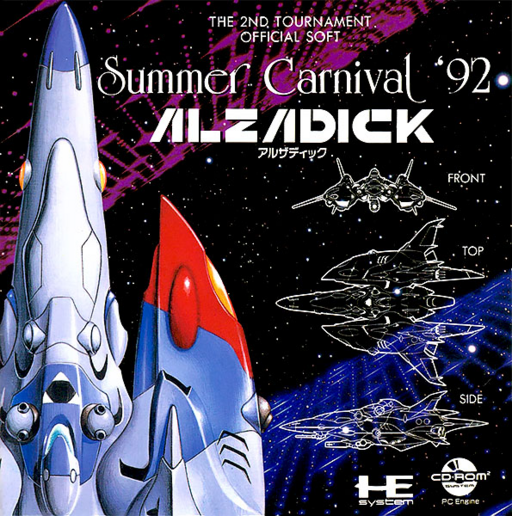 THE 2ND. TOURNAMENT
OFFICIAL SOFT
Summer Carnival '92
ALZADICK
アルザディック
FRONT
TOP
SIDE
HE
system
CD-ROM²
SYSTEM
PC Engine